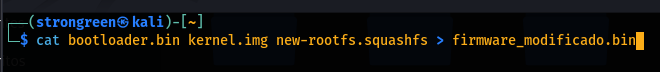 ┌──(strongreen㉿kali)-[~]
└─$ cat bootloader.bin kernel.img new-rootfs.squashfs > firmware_modificado.bin